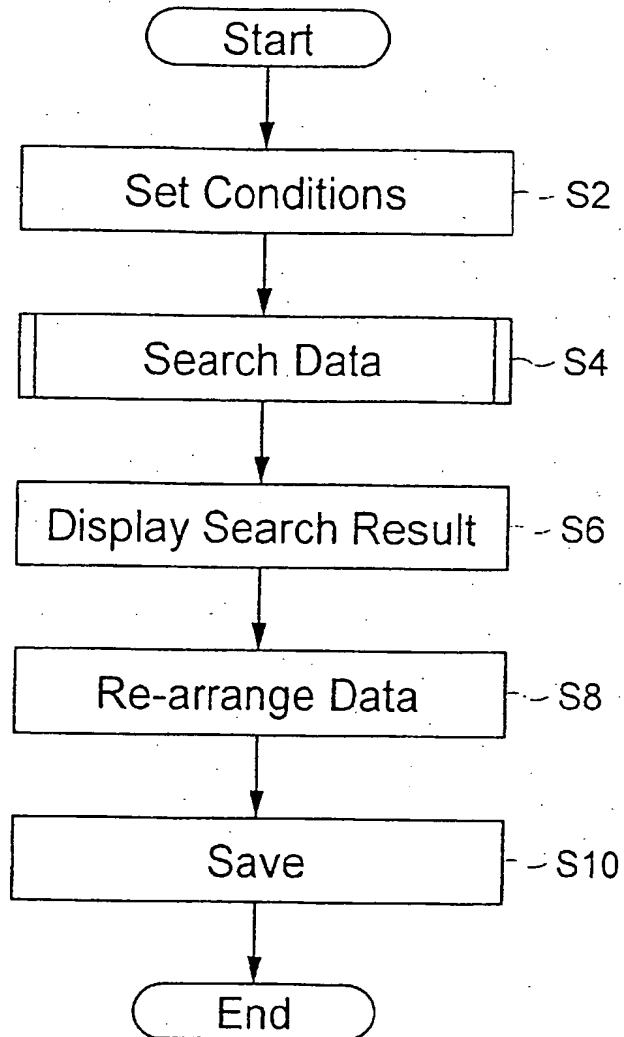 Start
Set Conditions S2
Search Data S4
Display Search Result S6
Re-arrange Data S8
Save S10
End